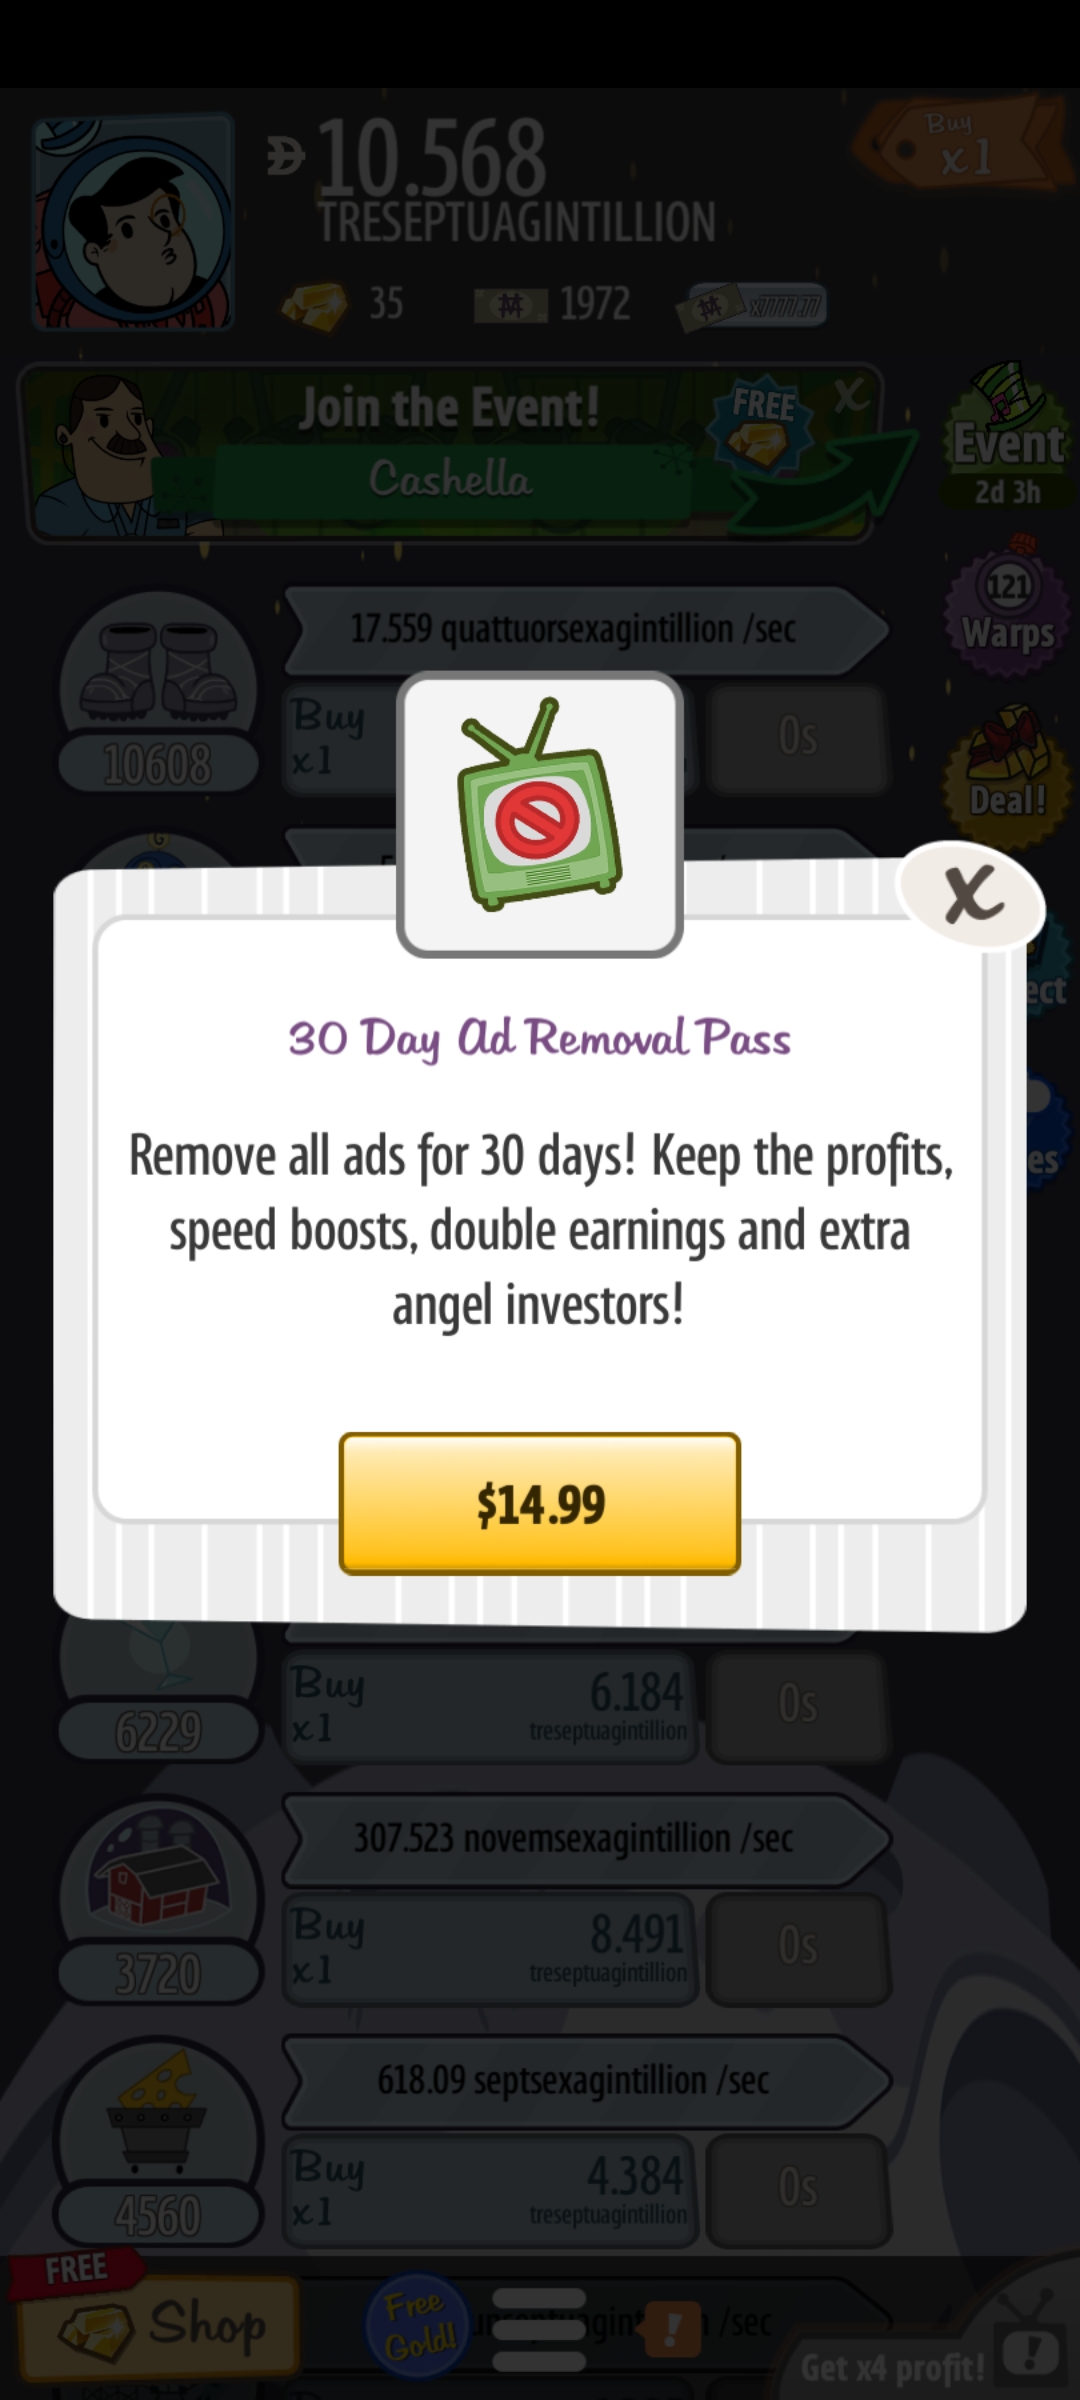 10.568
TRESEPTUAGINTILLION
Buy
x1
35
1972
Join the Event!
FREE
X
Cashella
Event
2d 3h
17.559 quattuorsexagintillion /sec
121
Warps
10608
Buy
x1
0s
Deal!
X
30 Day Ad Removal Pass
Remove all ads for 30 days! Keep the profits,
speed boosts, double earnings and extra
angel investors!
$14.99
6229
Buy
x1
6.184
treseptuagintillion
0s
307.523 novemsexagintillion /sec
3720
Buy
x1
8.491
treseptuagintillion
0s
618.09 septsexagintillion /sec
4560
Buy
x1
4.384
treseptuagintillion
0s
FREE
Shop
Free
Gold!
/sec
!
Get x4 profit!
!